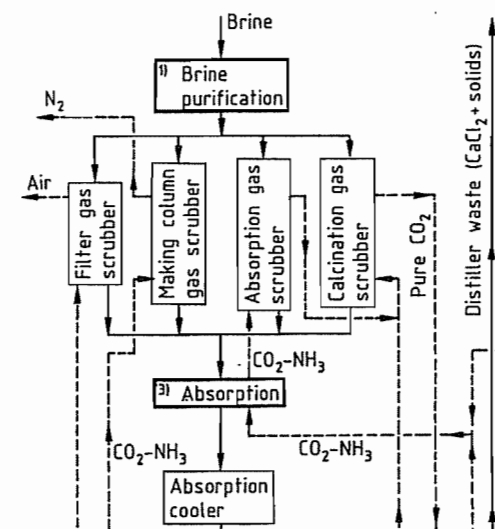 Brine
1) Brine
purification
N₂
Air
Filter gas
scrubber
Making column
gas scrubber
Absorption gas
scrubber
Calcination gas
scrubber
Pure CO₂
Distiller waste (CaCl₂ + solids)
CO₂-NH₃
3) Absorption
CO₂-NH₃
CO₂-NH₃
Absorption
cooler